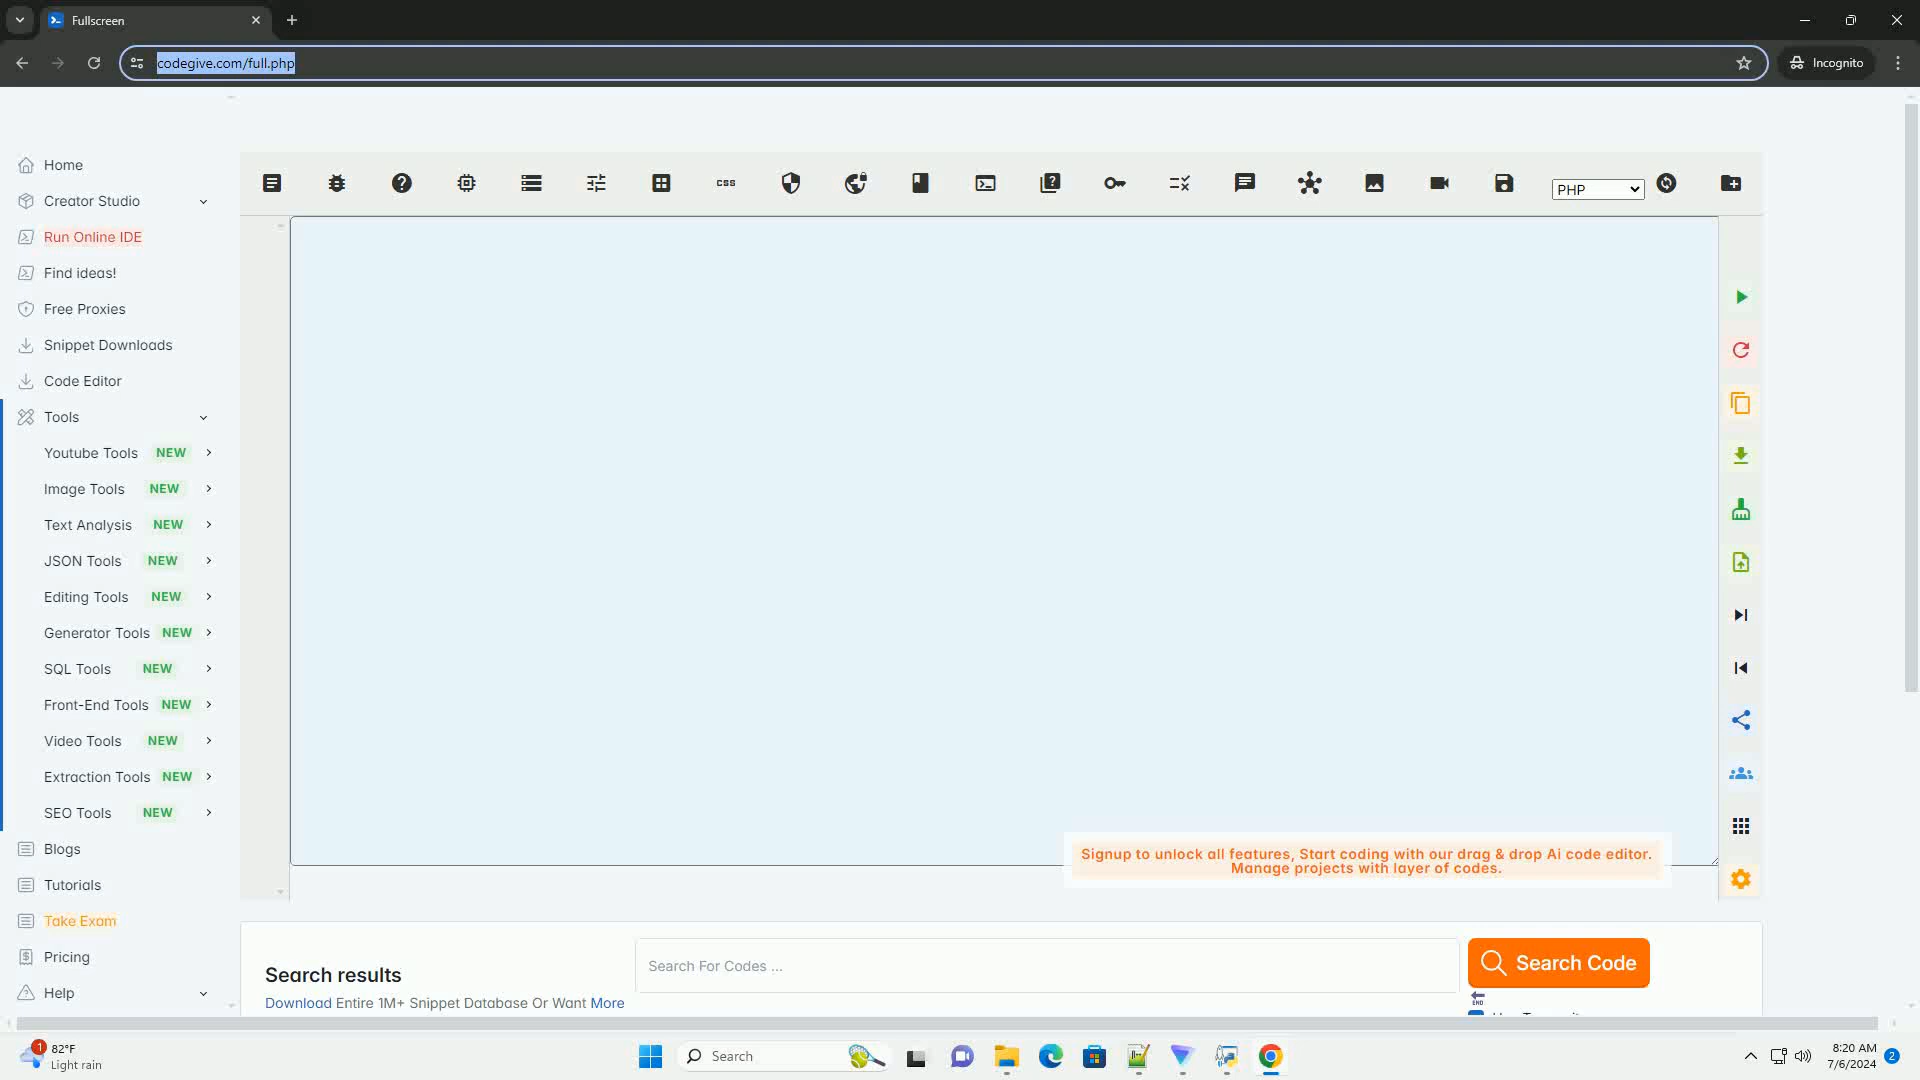 Fullscreen
codegive.com/full.php
Incognito
Home
Creator Studio
Run Online IDE
Find ideas!
Free Proxies
Snippet Downloads
Code Editor
Tools
Youtube Tools NEW
Image Tools NEW
Text Analysis NEW
JSON Tools NEW
Editing Tools NEW
Generator Tools NEW
SQL Tools NEW
Front-End Tools NEW
Video Tools NEW
Extraction Tools NEW
SEO Tools NEW
Blogs
Tutorials
Take Exam
Pricing
Help
CSS
PHP
Signup to unlock all features, Start coding with our drag & drop Ai code editor.
Manage projects with layer of codes.
Search results
Download Entire 1M+ Snippet Database Or Want More
Search For Codes ...
Search Code
END
1
82°F
Light rain
Search
8:20 AM
7/6/2024
2